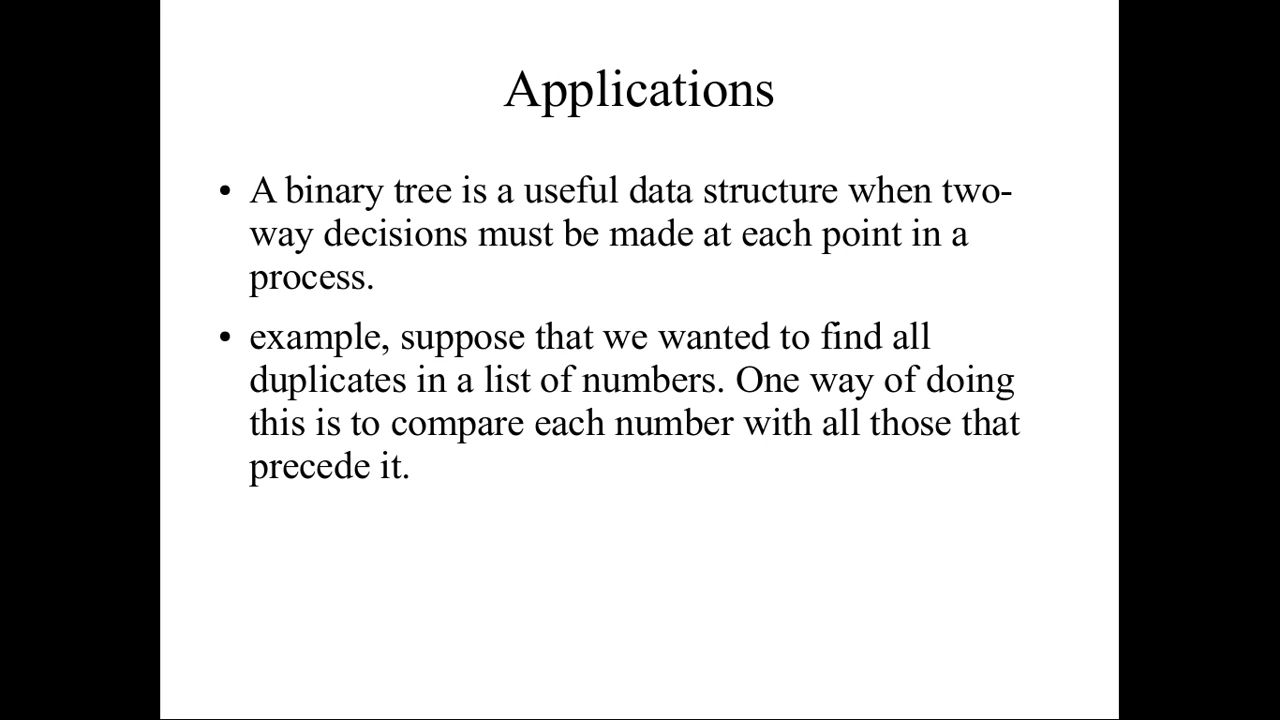 Applications
• A binary tree is a useful data structure when two-
way decisions must be made at each point in a
process.
• example, suppose that we wanted to find all
duplicates in a list of numbers. One way of doing
this is to compare each number with all those that
precede it.